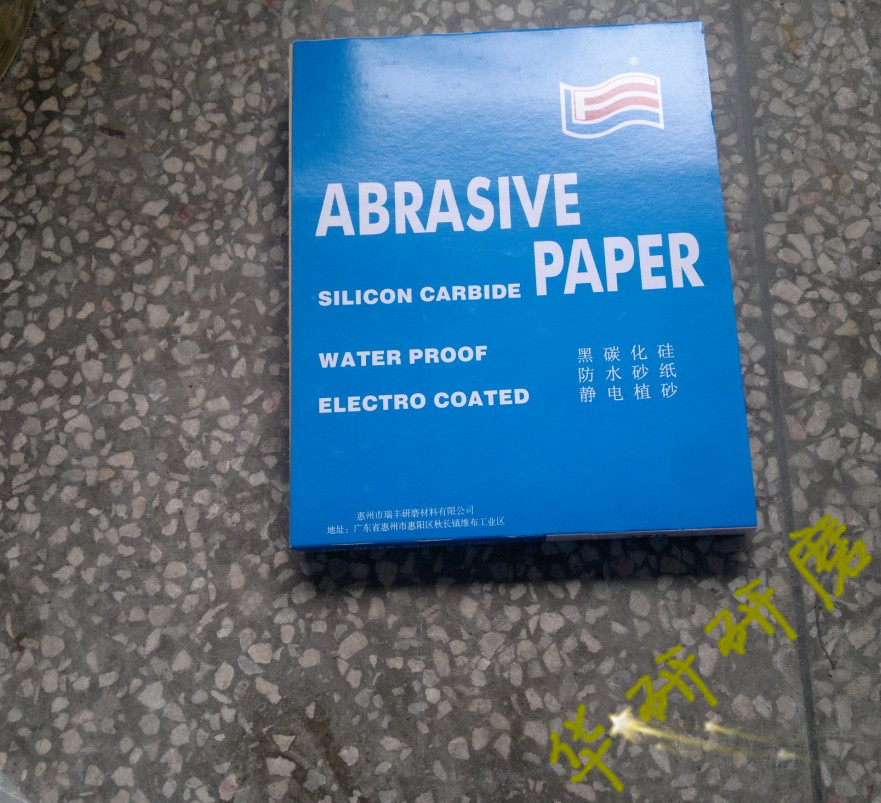 ®
ABRASIVE
PAPER
SILICON CARBIDE
WATER PROOF
ELECTRO COATED
黑碳化硅
防水砂纸
静电植砂
惠州市瑞丰研磨材料有限公司
地址：广东省惠州市惠阳区秋长镇维布工业区
华研研磨